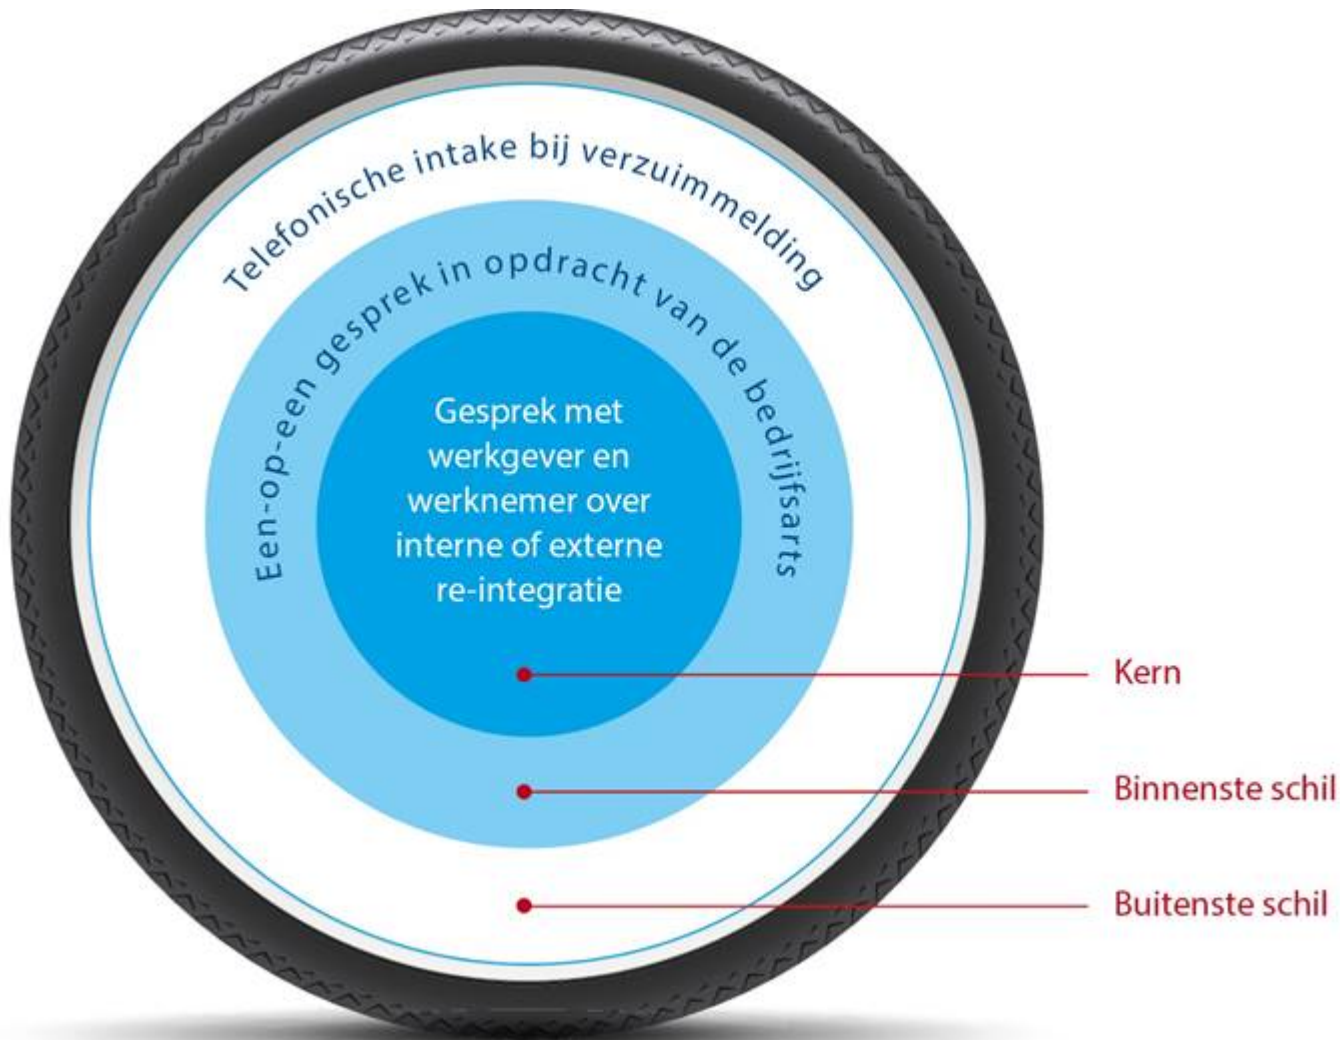 Telefonische intake bij verzuimmelding
Een-op-een gesprek in opdracht van de bedrijfsarts
Gesprek met
werkgever en
werknemer over
interne of externe
re-integratie
Kern
Binnenste schil
Buitenste schil